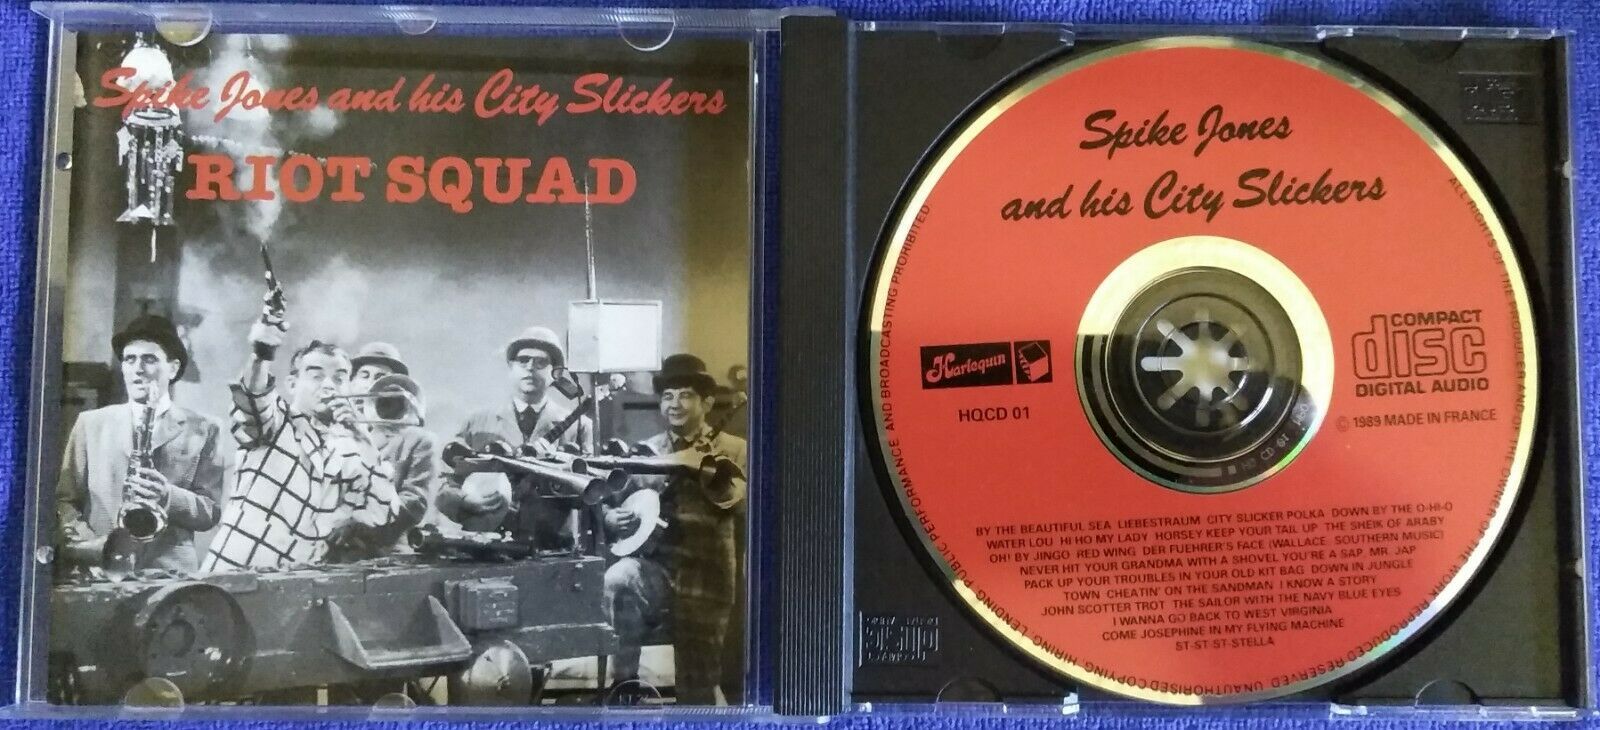 Spike Jones and his City Slickers
RIOT SQUAD
Spike Jones
and his City Slickers
Harlequin
HQCD 01
COMPACT
disc
DIGITAL AUDIO
© 1989 MADE IN FRANCE
BY THE BEAUTIFUL SEA LIEBESTRAUM CITY SLICKER POLKA DOWN BY THE O-HI-O
WATER LOU HI HO MY LADY HORSEY KEEP YOUR TAIL UP THE SHEIK OF ARABY
OH! BY JINGO RED WING DER FUEHRER'S FACE (WALLACE SOUTHERN MUSIC)
NEVER HIT YOUR GRANDMA WITH A SHOVEL YOU'RE A SAP, MR. JAP
PACK UP YOUR TROUBLES IN YOUR OLD KIT BAG DOWN IN JUNGLE
TOWN CHEATIN' ON THE SANDMAN I KNOW A STORY
JOHN SCOTTER TROT THE SAILOR WITH THE NAVY BLUE EYES
I WANNA GO BACK TO WEST VIRGINIA
COME JOSEPHINE IN MY FLYING MACHINE
ST-ST-ST-STELLA
ALL RIGHTS OF THE PRODUCER AND OF THE OWNER OF THE WORK REPRODUCED RESERVED. UNAUTHORISED COPYING, HIRING, LENDING, PUBLIC PERFORMANCE AND BROADCASTING PROHIBITED
HQ CD 01